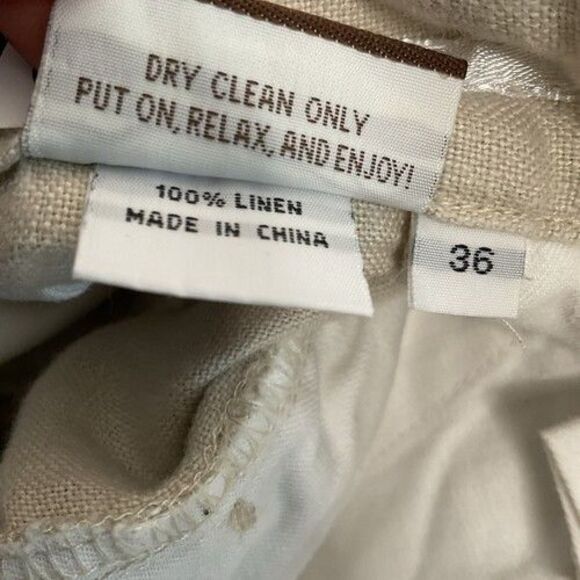 DRY CLEAN ONLY
PUT ON, RELAX, AND ENJOY!
100% LINEN
MADE IN CHINA
36